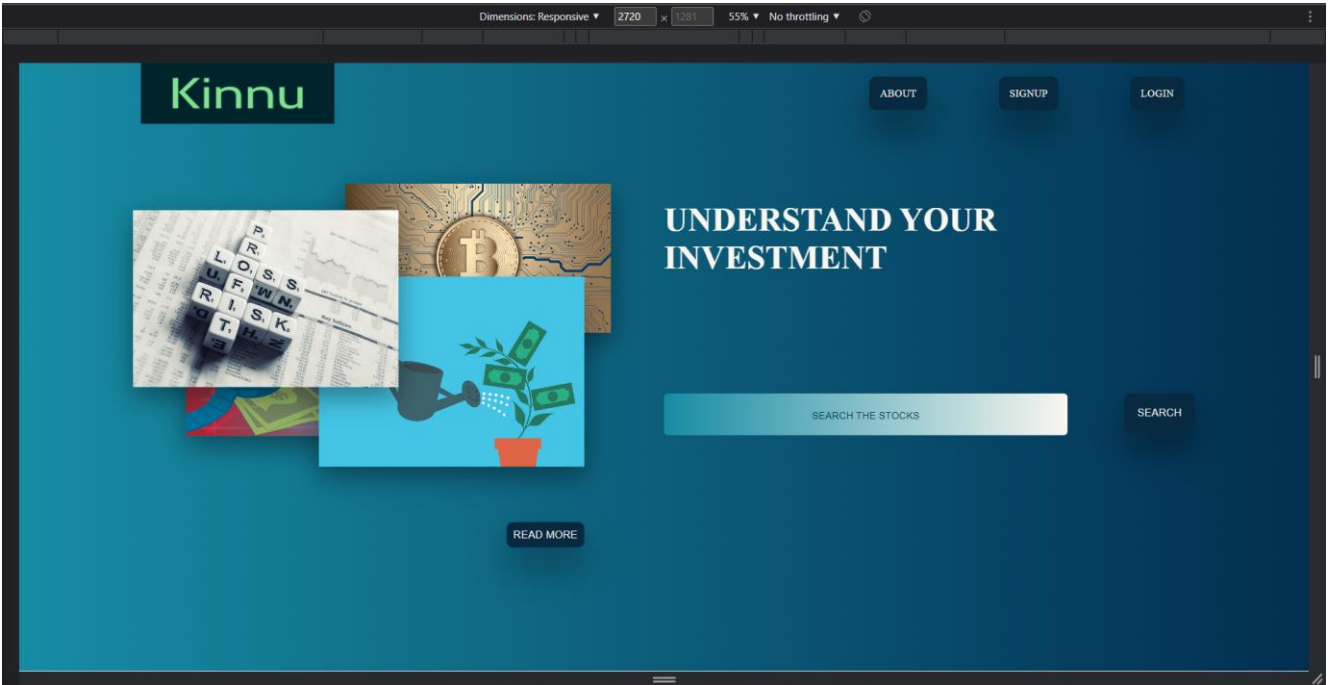 Dimensions: Responsive ▼ 2720 × 1281 55% ▼ No throttling ▼
Kinnu
ABOUT SIGNUP LOGIN
UNDERSTAND YOUR
INVESTMENT
SEARCH THE STOCKS SEARCH
READ MORE